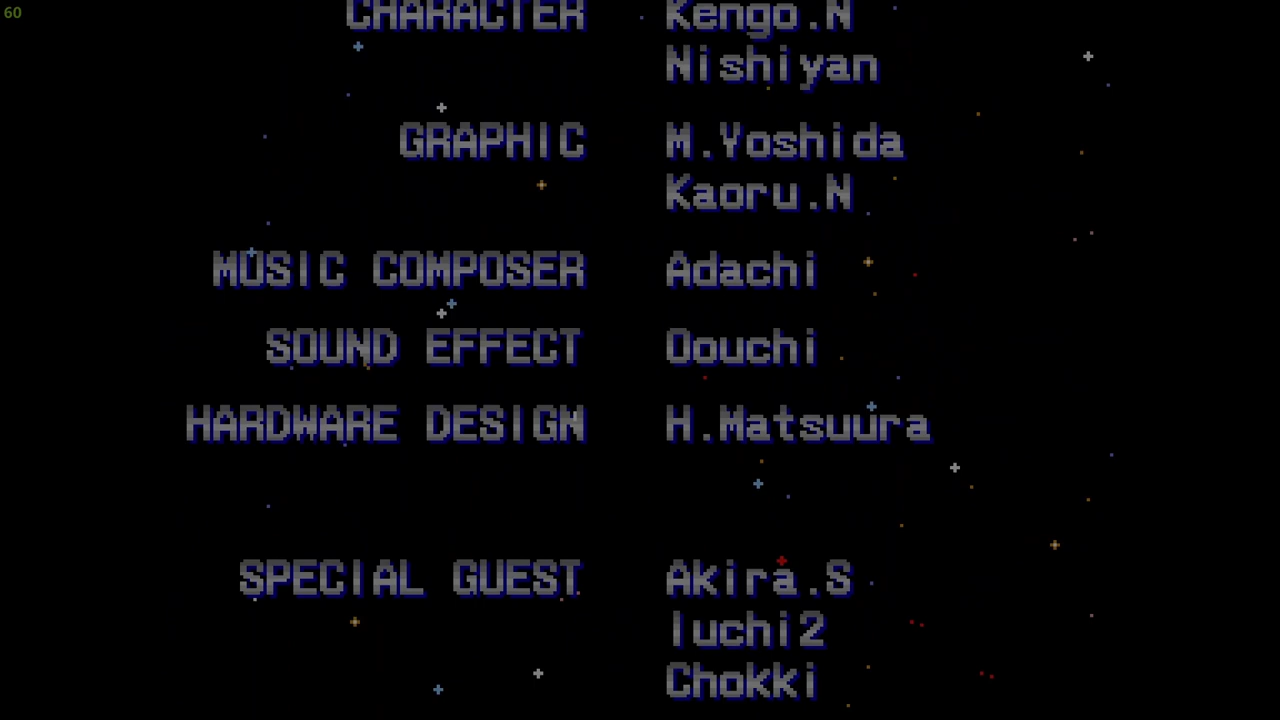 60
CHARACTER Kengo.N
Nishiyan
GRAPHIC M.Yoshida
Kaoru.N
MUSIC COMPOSER Adachi
SOUND EFFECT Oouchi
HARDWARE DESIGN H.Matsuura
SPECIAL GUEST Akira.S
Iuchi2
Chokki